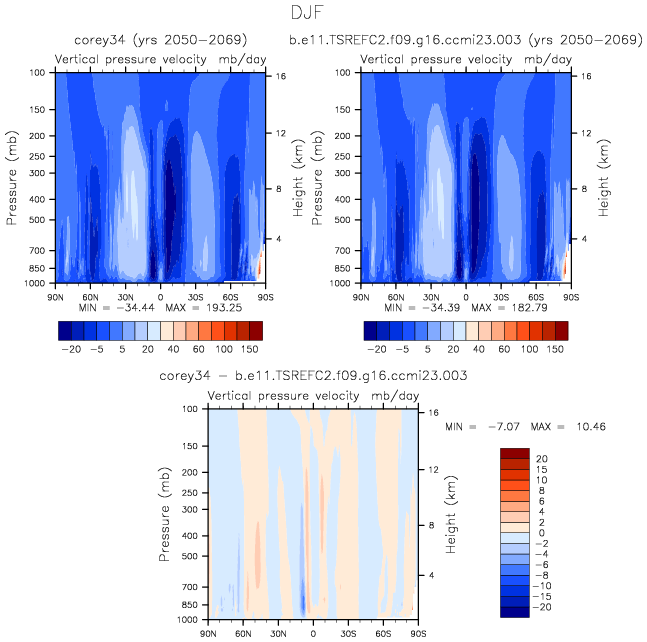 DJF
corey34 (yrs 2050-2069)
Vertical pressure velocity mb/day
100
150
200
250
300
400
500
700
850
1000
Pressure (mb)
16
12
8
4
Height (km)
90N 60N 30N 0 30S 60S 90S
MIN = -34.44 MAX = 193.25
-20 -5 5 20 40 60 100 150
b.e11.TSREFC2.f09.g16.ccmi23.003 (yrs 2050-2069)
Vertical pressure velocity mb/day
100
150
200
250
300
400
500
700
850
1000
Pressure (mb)
16
12
8
4
Height (km)
90N 60N 30N 0 30S 60S 90S
MIN = -34.39 MAX = 182.79
-20 -5 5 20 40 60 100 150
corey34 - b.e11.TSREFC2.f09.g16.ccmi23.003
Vertical pressure velocity mb/day
100
150
200
250
300
400
500
700
850
1000
Pressure (mb)
16
12
8
4
Height (km)
90N 60N 30N 0 30S 60S 90S
MIN = -7.07 MAX = 10.46
20
15
10
8
6
4
2
0
-2
-4
-6
-8
-10
-15
-20